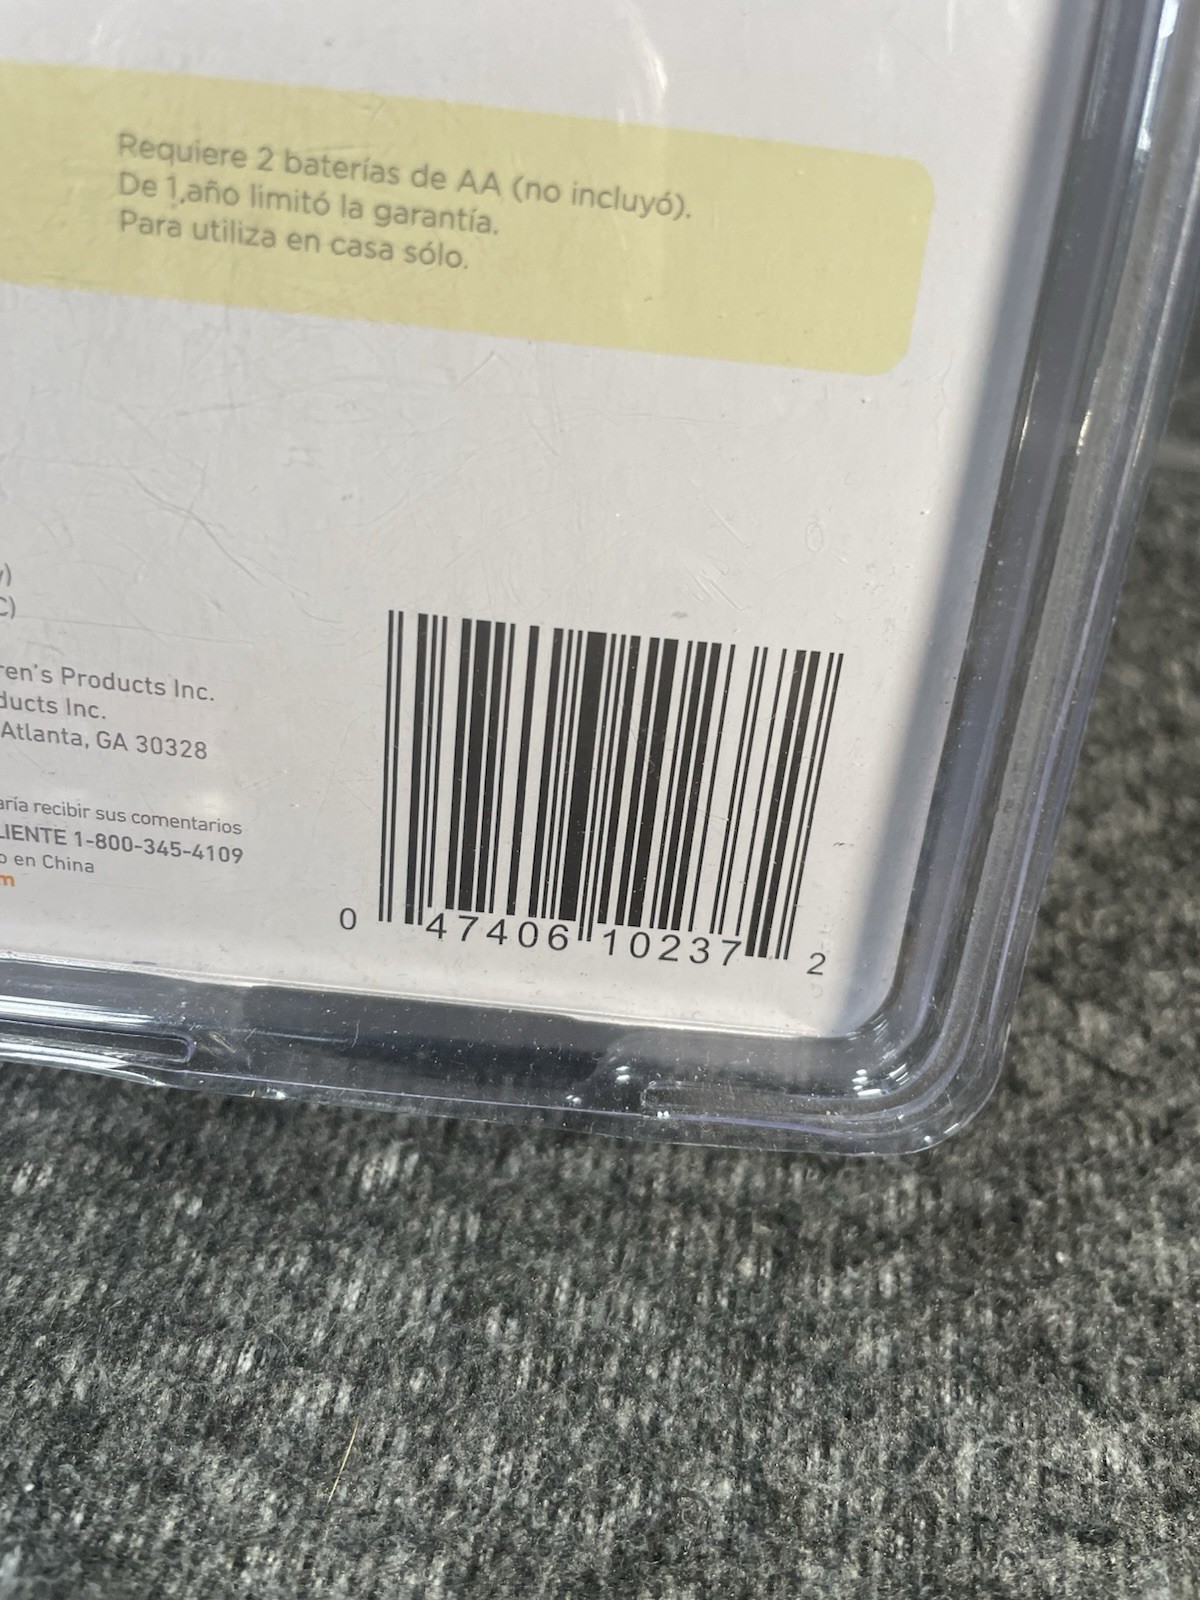 Requiere 2 baterías de AA (no incluyó).
De 1,año limitó la garantía.
Para utiliza en casa sólo.
ren's Products Inc.
ducts Inc.
Atlanta, GA 30328
aría recibir sus comentarios
LIENTE 1-800-345-4109
o en China
m
0 47406 10237 2